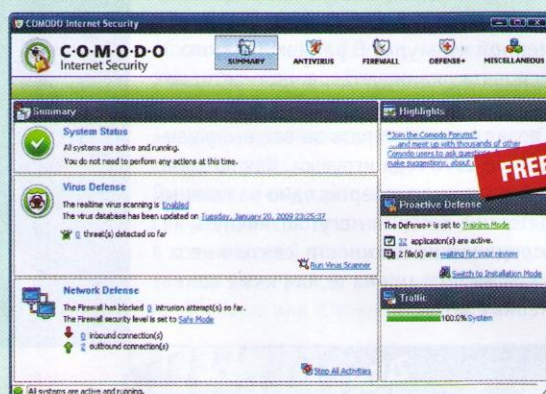 COMODO Internet Security
C·O·M·O·D·O
Internet Security
SUMMARY
ANTIVIRUS
FIREWALL
DEFENSE+
MISCELLANEOUS
Summary
System Status
All systems are active and running.
You do not need to perform any actions at this time.
Virus Defense
The realtime virus scanning is Enabled
The virus database has been updated on Tuesday, January 20, 2009 23:25:37
0 threat(s) detected so far
Run Virus Scanner
Network Defense
The Firewall has blocked 0 intrusion attempt(s) so far.
The Firewall security level is set to Safe Mode
0 inbound connection(s)
2 outbound connection(s)
Stop All Activities
Highlights
"Join the Comodo Forums"
...and meet up with thousands of other
Comodo users to ask questions
make suggestions, about
FREE
Proactive Defense
The Defense+ is set to Training Mode
32 application(s) are active.
2 file(s) are waiting for your review
Switch to Installation Mode
Traffic
100.0% System
All systems are active and running.